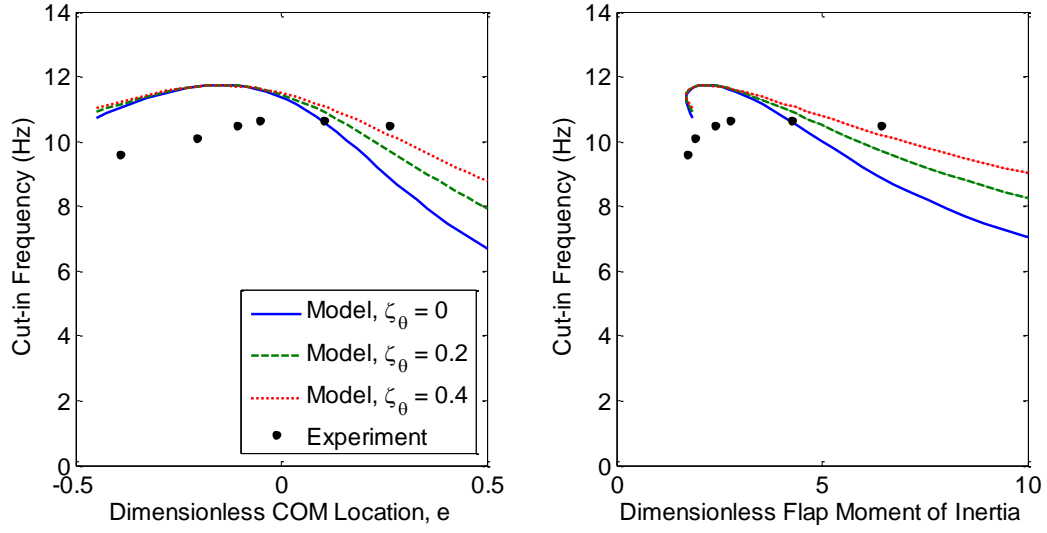 14
12
10
8
6
4
2
0
Cut-in Frequency (Hz)
-0.5
0
0.5
Dimensionless COM Location, e
Model, ζθ = 0
Model, ζθ = 0.2
Model, ζθ = 0.4
Experiment
14
12
10
8
6
4
2
0
Cut-in Frequency (Hz)
0
5
10
Dimensionless Flap Moment of Inertia